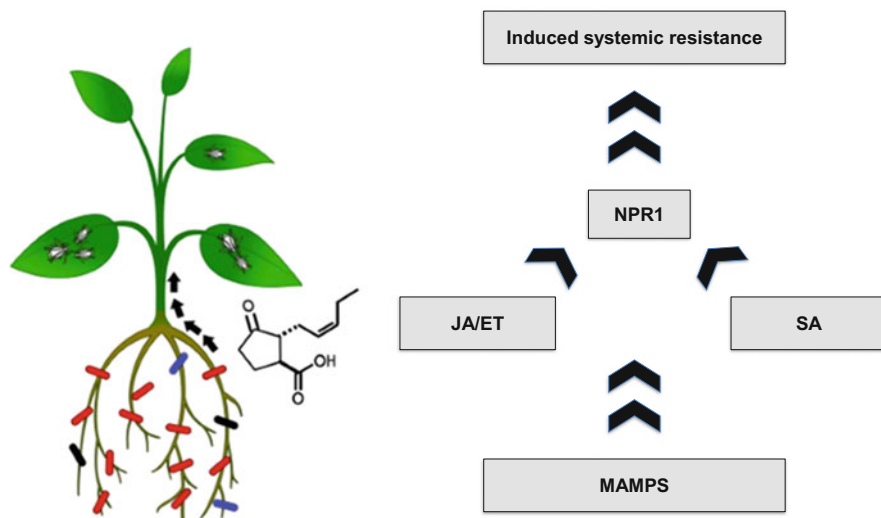 Induced systemic resistance
NPR1
JA/ET
SA
MAMPS
O
OH
O